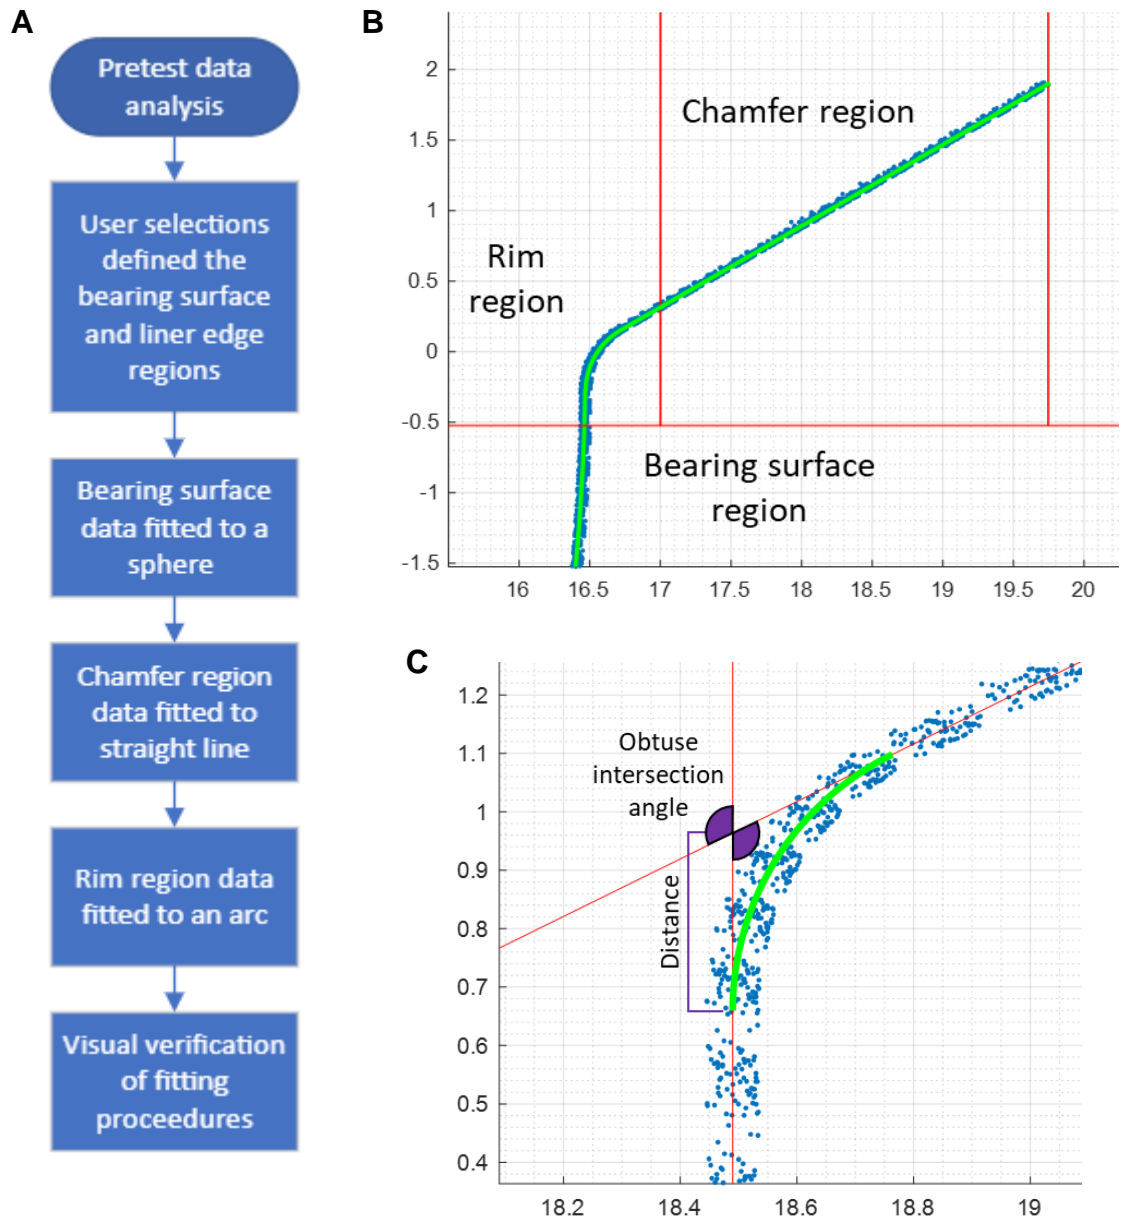 A
Pretest data
analysis
User selections
defined the
bearing surface
and liner edge
regions
Bearing surface
data fitted to a
sphere
Chamfer region
data fitted to
straight line
Rim region data
fitted to an arc
Visual verification
of fitting
proceedures
B
2
1.5
1
0.5
0
-0.5
-1
-1.5
Chamfer region
Rim
region
Bearing surface
region
16 16.5 17 17.5 18 18.5 19 19.5 20
C
1.2
1.1
1
0.9
0.8
0.7
0.6
0.5
0.4
Obtuse
intersection
angle
Distance
18.2 18.4 18.6 18.8 19